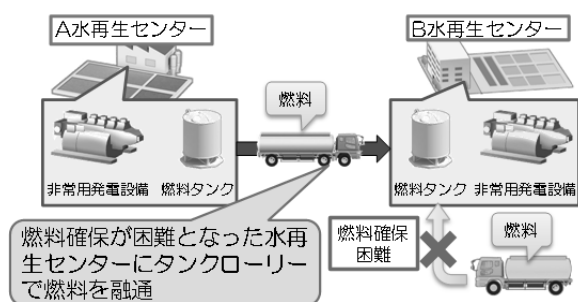 A水再生センター
B水再生センター
燃料
非常用発電設備
燃料タンク
燃料タンク
非常用発電設備
燃料確保が困難となった水再
生センターにタンクローリー
で燃料を融通
燃料確保
困難
燃料